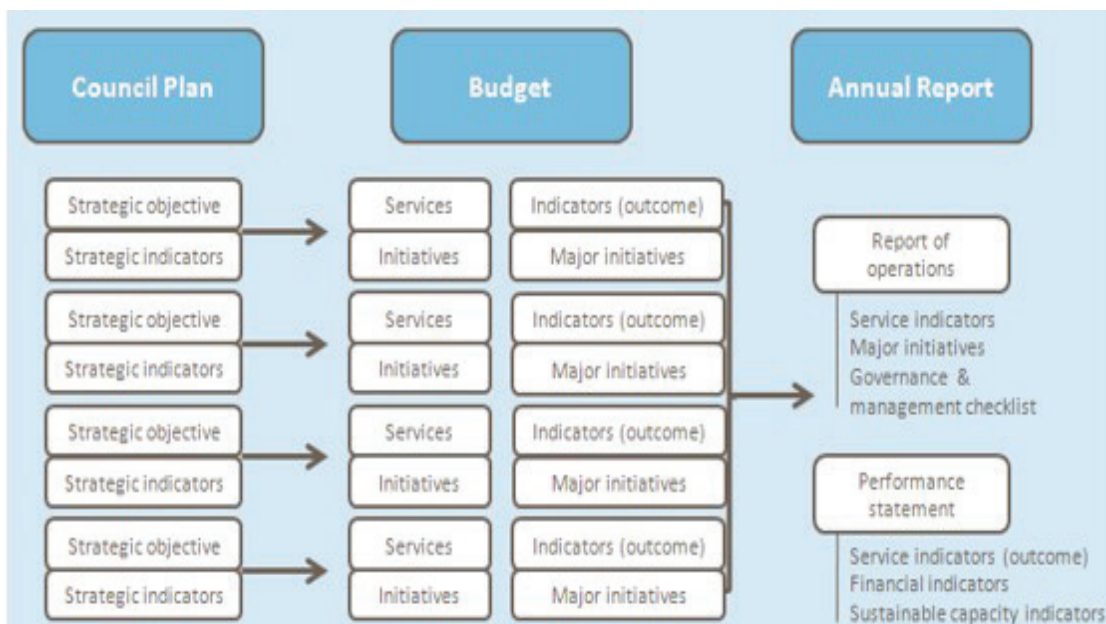 Council Plan
Budget
Annual Report
Strategic objective
Strategic indicators
Services
Initiatives
Indicators (outcome)
Major initiatives
Strategic objective
Strategic indicators
Services
Initiatives
Indicators (outcome)
Major initiatives
Strategic objective
Strategic indicators
Services
Initiatives
Indicators (outcome)
Major initiatives
Strategic objective
Strategic indicators
Services
Initiatives
Indicators (outcome)
Major initiatives
Report of
operations
Service indicators
Major initiatives
Governance &
management checklist
Performance
statement
Service indicators (outcome)
Financial indicators
Sustainable capacity indicators